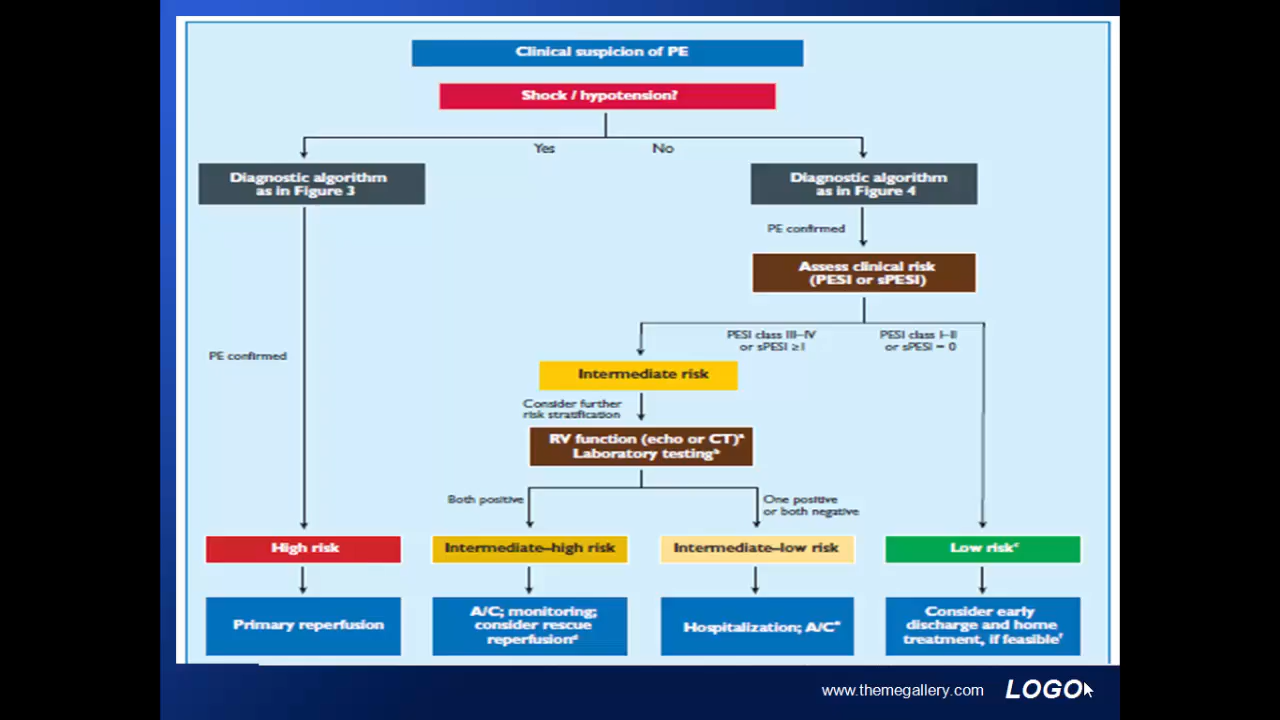 Clinical suspicion of PE
Shock / hypotension?
Yes
No
Diagnostic algorithm
as in Figure 3
Diagnostic algorithm
as in Figure 4
PE confirmed
Assess clinical risk
(PESI or sPESI)
PESI class III–IV
or sPESI ≥1
PESI class I–II
or sPESI = 0
PE confirmed
Intermediate risk
Consider further
risk stratification
RV function (echo or CT)ᵃ
Laboratory testingᵇ
Both positive
One positive
or both negative
High risk
Intermediate–high risk
Intermediate–low risk
Low riskᶜ
Primary reperfusion
A/C; monitoring;
consider rescue
reperfusionᵈ
Hospitalization; A/Cᵉ
Consider early
discharge and home
treatment, if feasibleᶠ
www.themegallery.com
LOGO